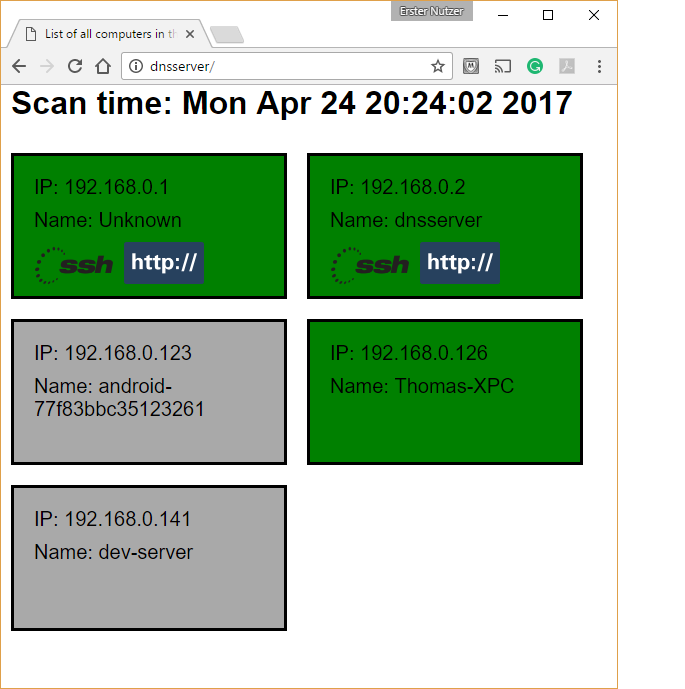 Erster Nutzer
List of all computers in th
dnsserver/
Scan time: Mon Apr 24 20:24:02 2017
IP: 192.168.0.1
Name: Unknown
ssh http://
IP: 192.168.0.2
Name: dnsserver
ssh http://
IP: 192.168.0.123
Name: android-
77f83bbc35123261
IP: 192.168.0.126
Name: Thomas-XPC
IP: 192.168.0.141
Name: dev-server